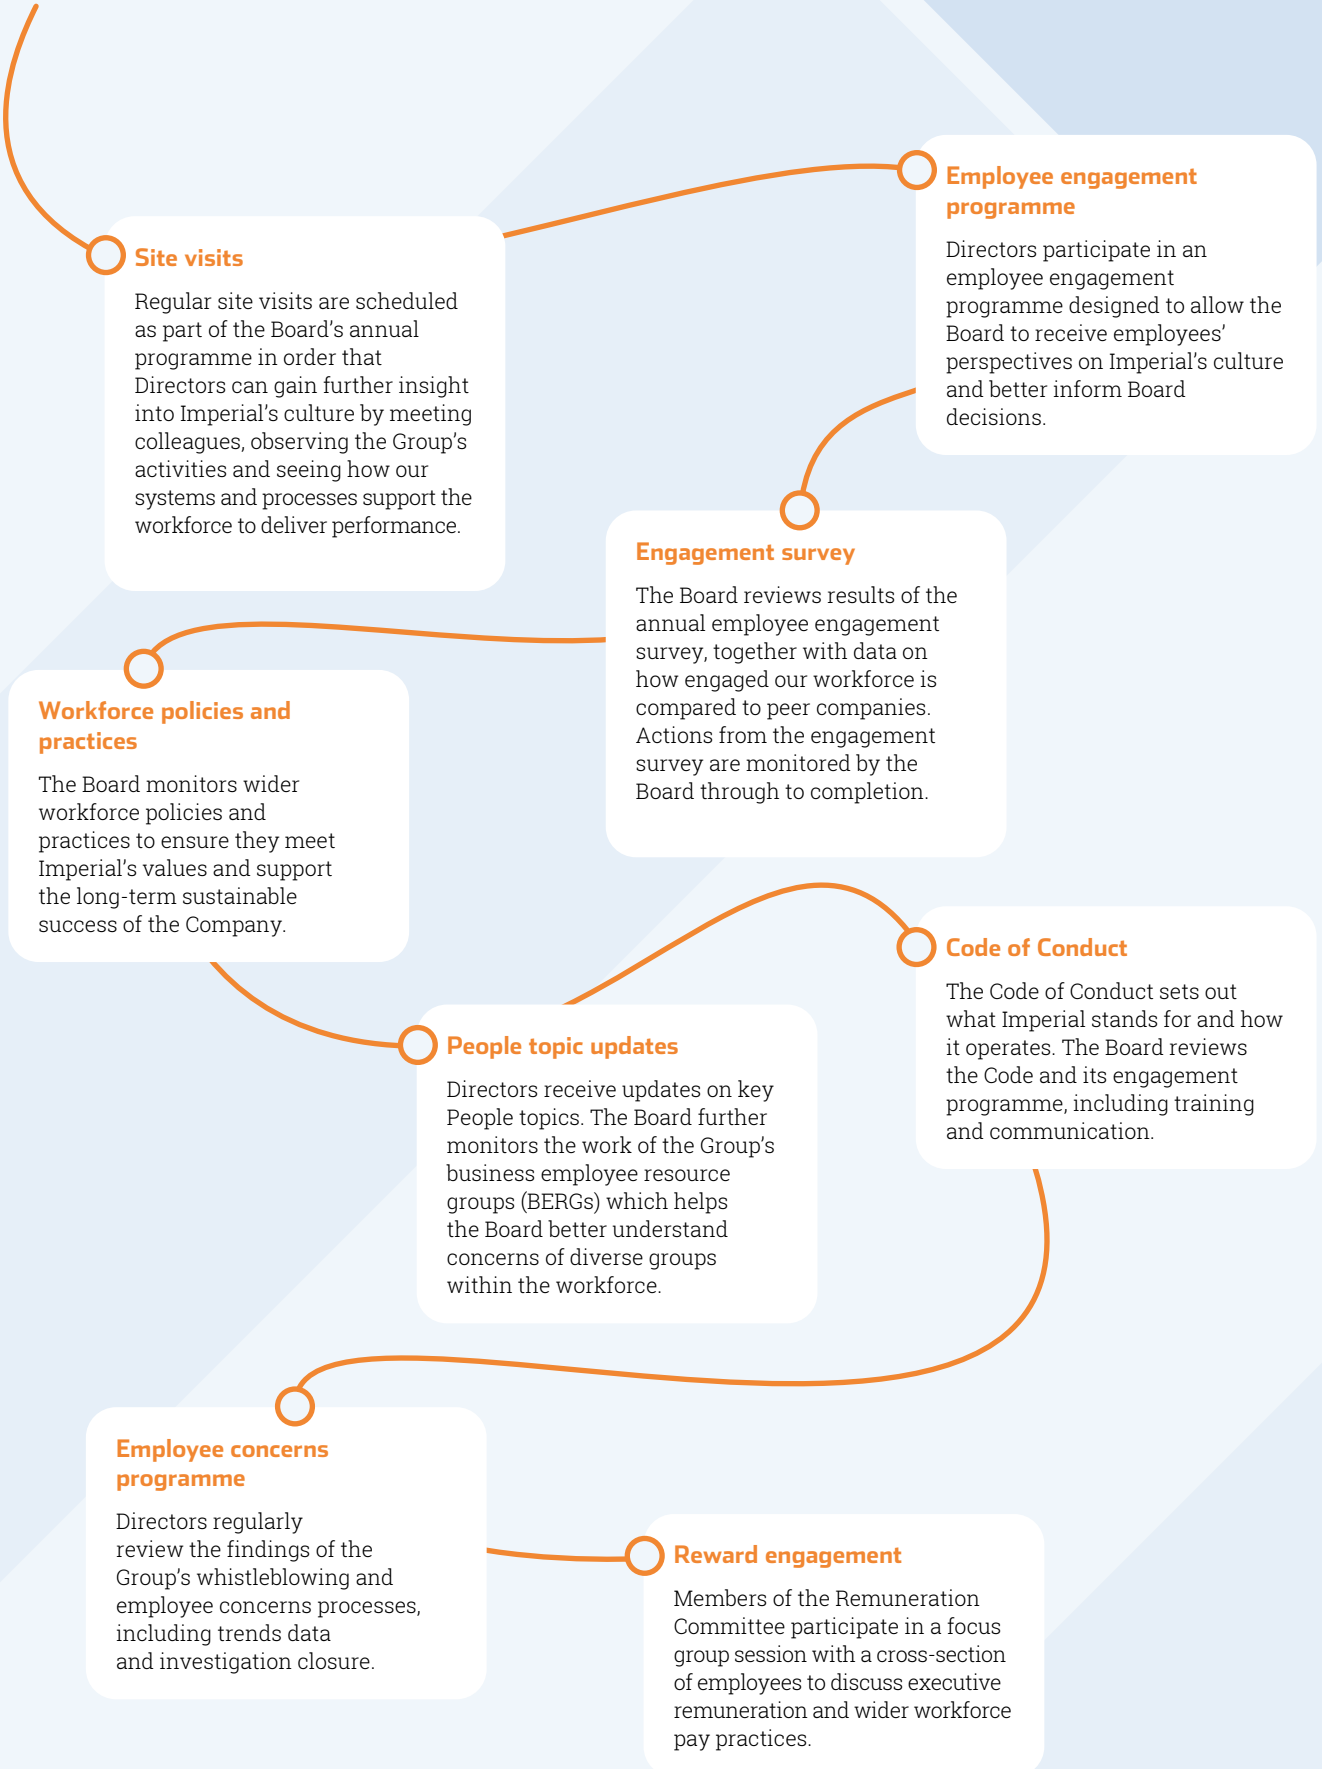 Site visits
Regular site visits are scheduled
as part of the Board’s annual
programme in order that
Directors can gain further insight
into Imperial’s culture by meeting
colleagues, observing the Group’s
activities and seeing how our
systems and processes support the
workforce to deliver performance.
Employee engagement
programme
Directors participate in an
employee engagement
programme designed to allow the
Board to receive employees’
perspectives on Imperial’s culture
and better inform Board
decisions.
Engagement survey
The Board reviews results of the
annual employee engagement
survey, together with data on
how engaged our workforce is
compared to peer companies.
Actions from the engagement
survey are monitored by the
Board through to completion.
Workforce policies and
practices
The Board monitors wider
workforce policies and
practices to ensure they meet
Imperial’s values and support
the long-term sustainable
success of the Company.
People topic updates
Directors receive updates on key
People topics. The Board further
monitors the work of the Group’s
business employee resource
groups (BERGs) which helps
the Board better understand
concerns of diverse groups
within the workforce.
Code of Conduct
The Code of Conduct sets out
what Imperial stands for and how
it operates. The Board reviews
the Code and its engagement
programme, including training
and communication.
Employee concerns
programme
Directors regularly
review the findings of the
Group’s whistleblowing and
employee concerns processes,
including trends data
and investigation closure.
Reward engagement
Members of the Remuneration
Committee participate in a focus
group session with a cross-section
of employees to discuss executive
remuneration and wider workforce
pay practices.